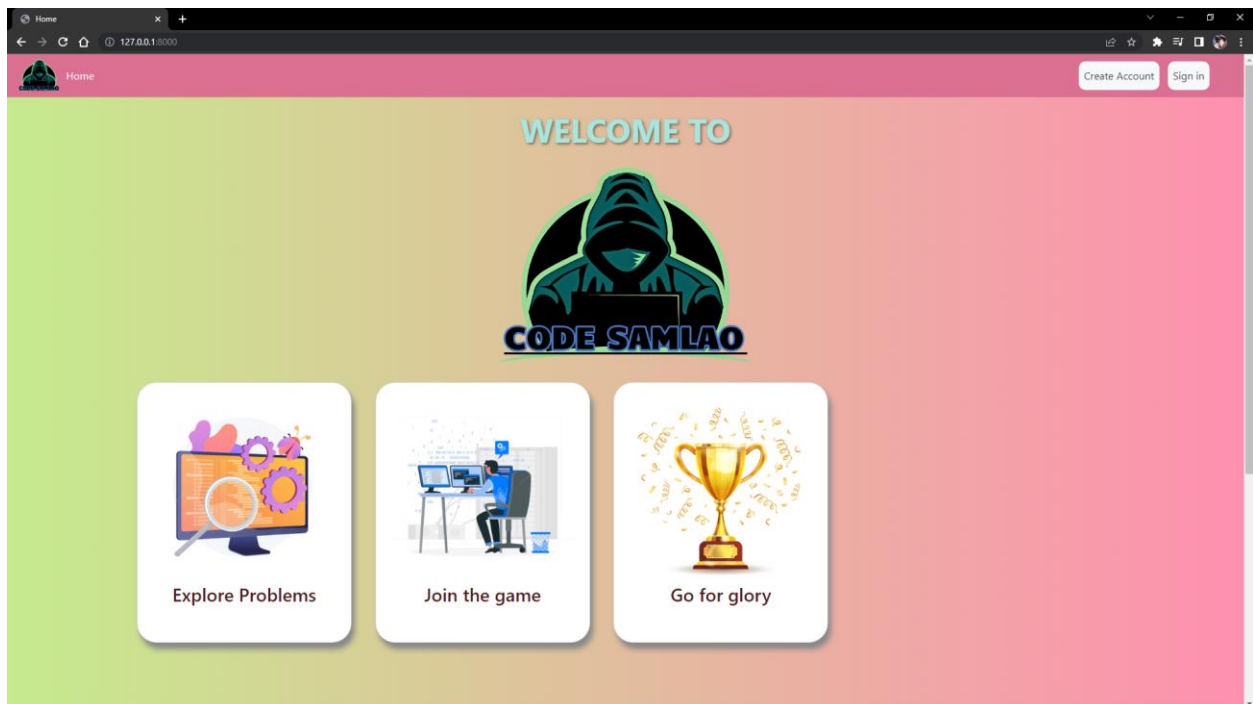 Home
127.0.0.1:8000
Home
Create Account
Sign in
WELCOME TO
CODE SAMLAO
Explore Problems
Join the game
Go for glory